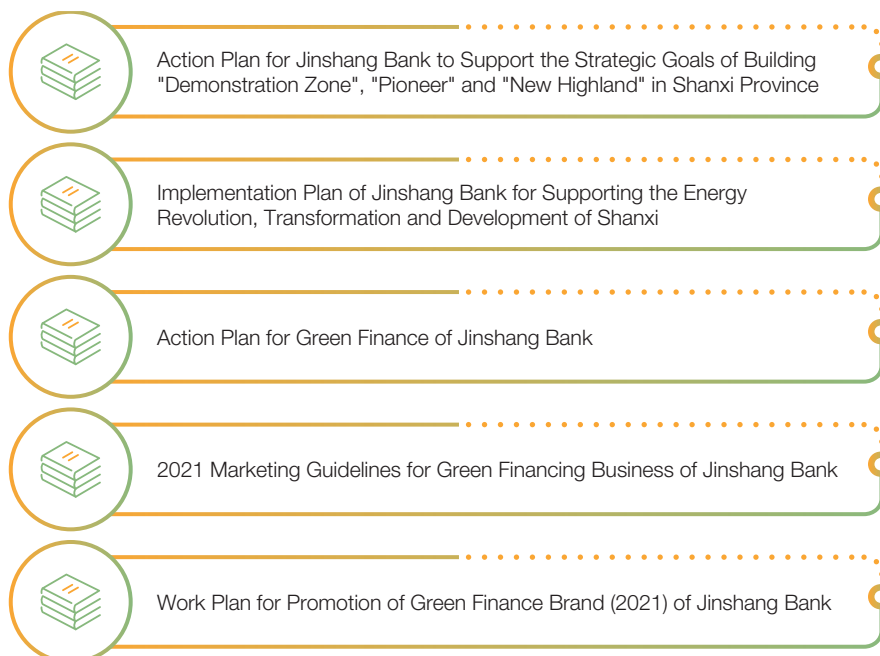 Action Plan for Jinshang Bank to Support the Strategic Goals of Building
"Demonstration Zone", "Pioneer" and "New Highland" in Shanxi Province
Implementation Plan of Jinshang Bank for Supporting the Energy
Revolution, Transformation and Development of Shanxi
Action Plan for Green Finance of Jinshang Bank
2021 Marketing Guidelines for Green Financing Business of Jinshang Bank
Work Plan for Promotion of Green Finance Brand (2021) of Jinshang Bank